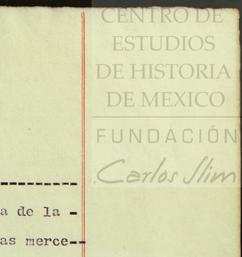 CENTRO DE
ESTUDIOS
DE HISTORIA
DE MEXICO
FUNDACIÓN
Carlos Slim
-----------
a de la -
as merce--